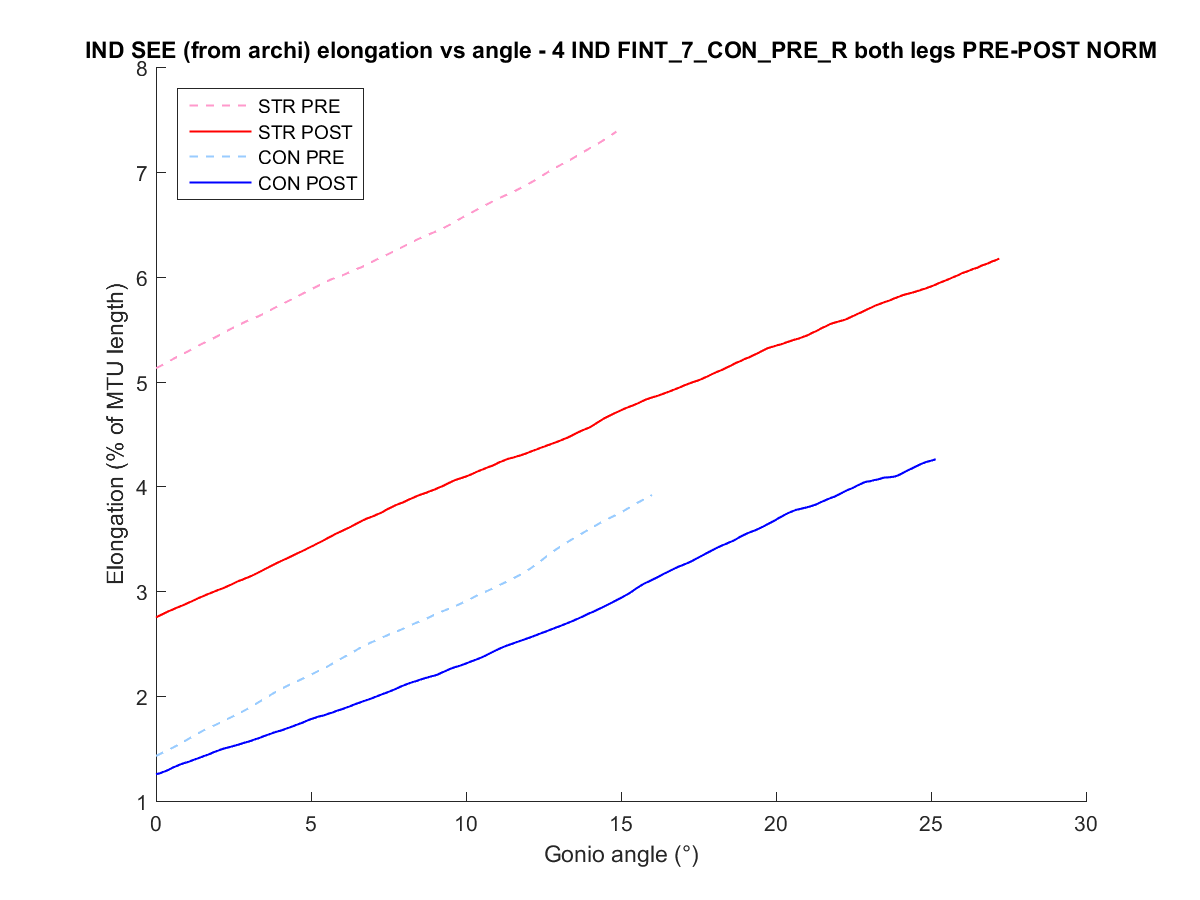 IND SEE (from archi) elongation vs angle - 4 IND FINT_7_CON_PRE_R both legs PRE-POST NORM
STR PRE
STR POST
CON PRE
CON POST
Elongation (% of MTU length)
8
7
6
5
4
3
2
1
0 5 10 15 20 25 30
Gonio angle (°)